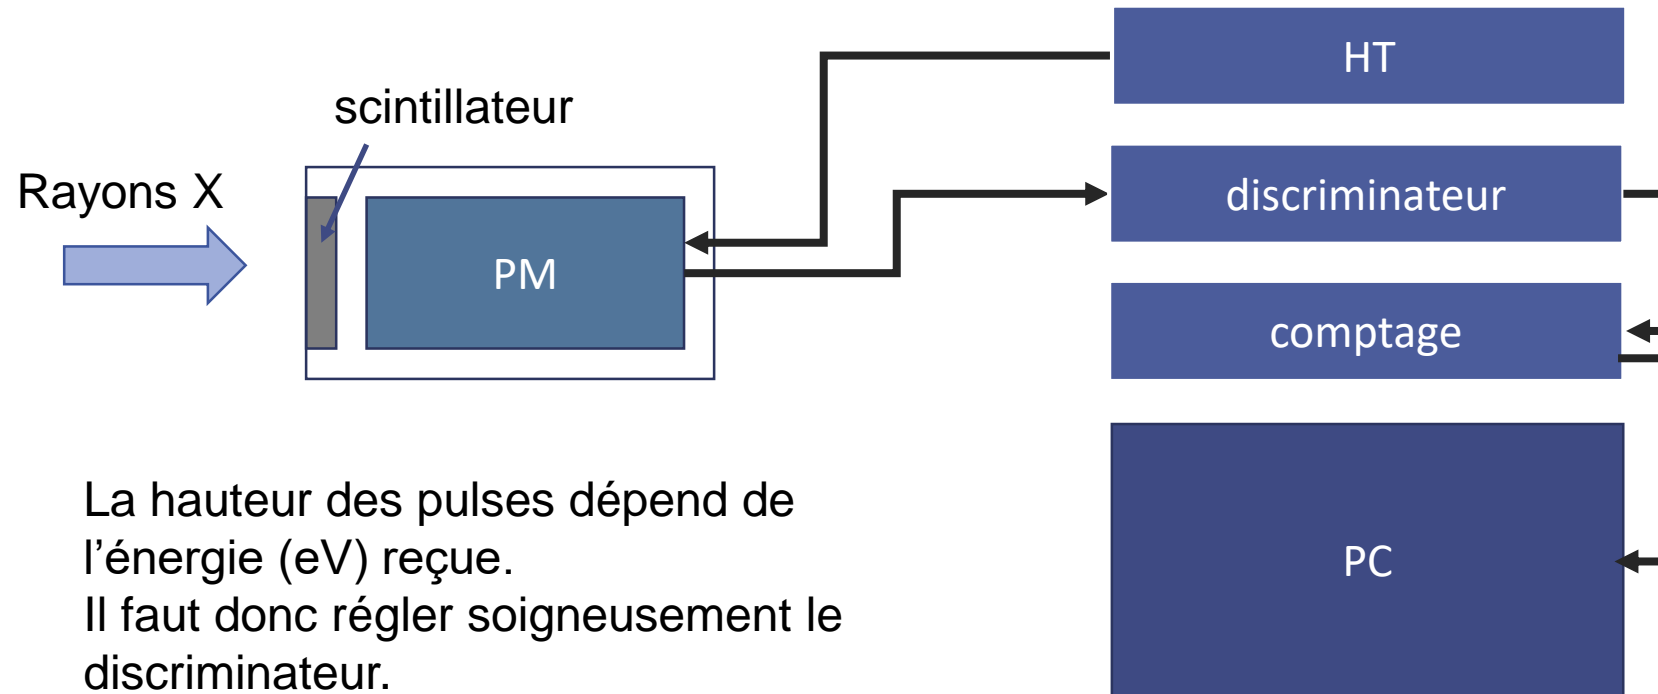 HT
scintillateur
Rayons X
discriminateur
PM
comptage
La hauteur des pulses dépend de
l’énergie (eV) reçue.
Il faut donc régler soigneusement le
discriminateur.
PC